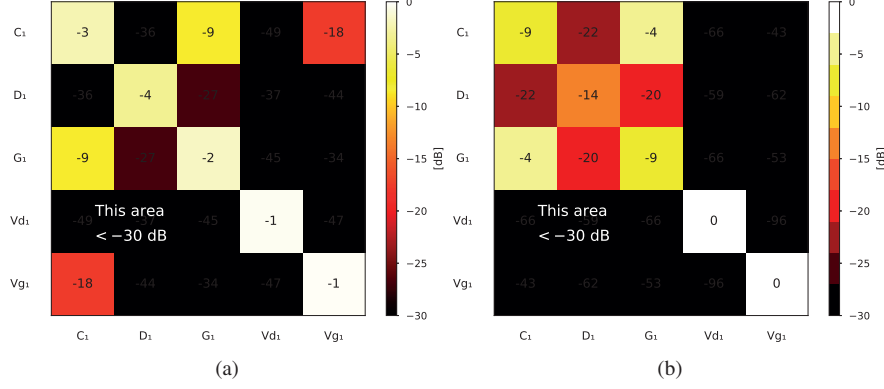 C₁ -3 -36 -9 -49 -18
D₁ -36 -4 -27 -37 -44
G₁ -9 -27 -2 -45 -34
Vd₁ -49 -37 -45 -1 -47
This area
< −30 dB
Vg₁ -18 -44 -34 -47 -1
C₁ D₁ G₁ Vd₁ Vg₁
0
−5
−10
−15
−20
−25
−30
[dB]
(a)
C₁ -9 -22 -4 -66 -43
D₁ -22 -14 -20 -59 -62
G₁ -4 -20 -9 -66 -53
Vd₁ -66 -59 -66 0 -96
This area
< −30 dB
Vg₁ -43 -62 -53 -96 0
C₁ D₁ G₁ Vd₁ Vg₁
0
−5
−10
−15
−20
−25
−30
[dB]
(b)